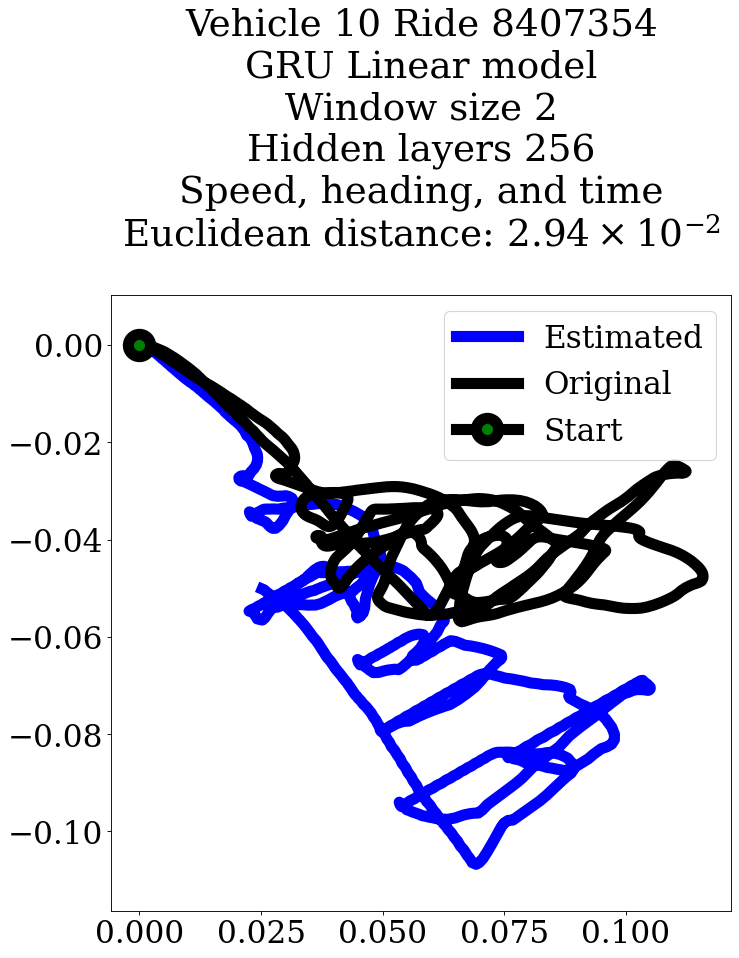 Vehicle 10 Ride 8407354
GRU Linear model
Window size 2
Hidden layers 256
Speed, heading, and time
Euclidean distance: 2.94 × 10⁻²
Estimated
Original
Start
0.00
−0.02
−0.04
−0.06
−0.08
−0.10
0.000 0.025 0.050 0.075 0.100